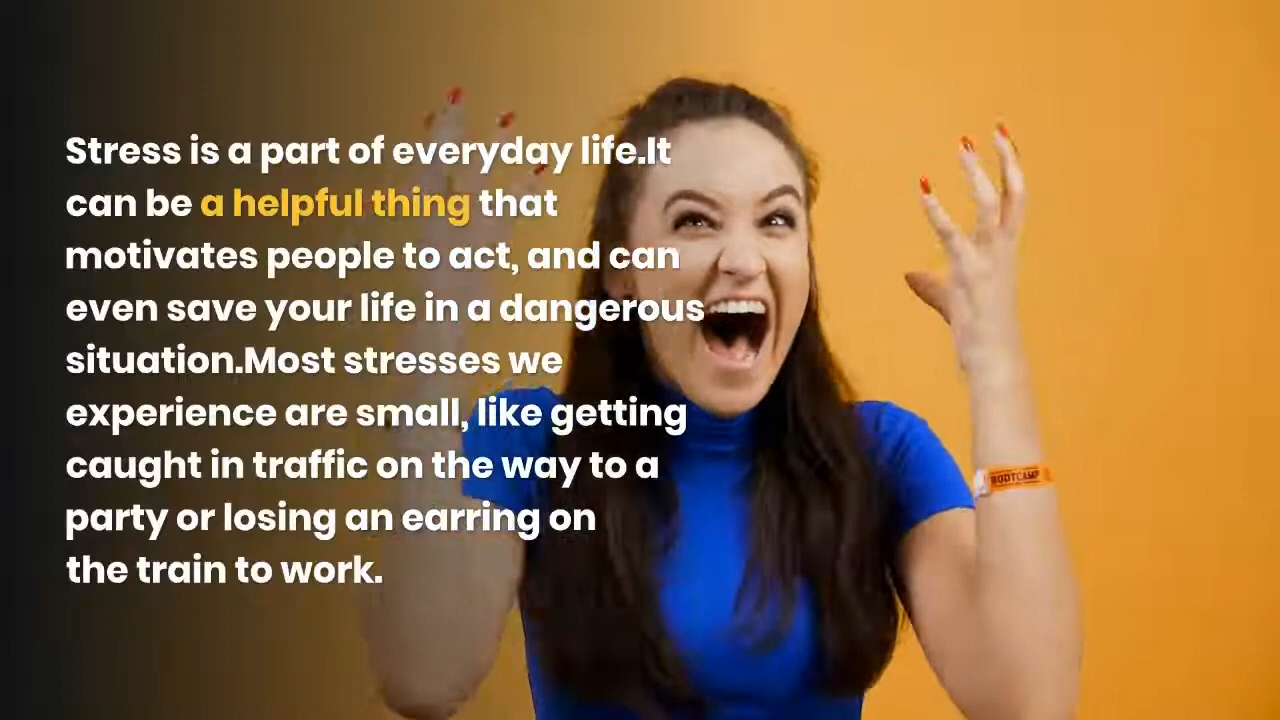 Stress is a part of everyday life.It
can be a helpful thing that
motivates people to act, and can
even save your life in a dangerous
situation.Most stresses we
experience are small, like getting
caught in traffic on the way to a
party or losing an earring on
the train to work.
BOOTCAMP